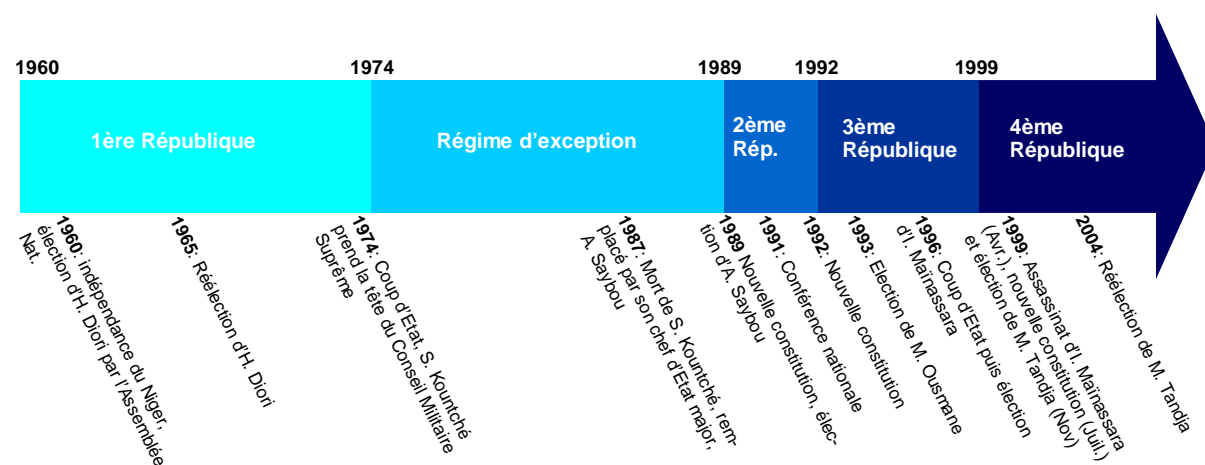 1960
1974
1989
1992
1999
1ère République
Régime d'exception
2ème
Rép.
3ème
République
4ème
République
1960: indépendance du Niger,
élection d'H. Diori par l'Assemblée
Nat.
1965: Réélection d'H. Diori
1974: Coup d'Etat, S. Kountché
prend la tête du Conseil Militaire
Suprême
1987: Mort de S. Kountché, rem-
placé par son chef d'Etat major,
A. Saybou
1989 Nouvelle constitution, élec-
tion d'A. Saybou
1991: Conférence nationale
1992: Nouvelle constitution
1993: Election de M. Ousmane
1996: Coup d'Etat puis élection
d'I. Maïnassara
1999: Assassinat d'I. Maïnassara
(Avr.), nouvelle constitution (Juil.)
et élection de M. Tandja (Nov)
2004: Réélection de M. Tandja